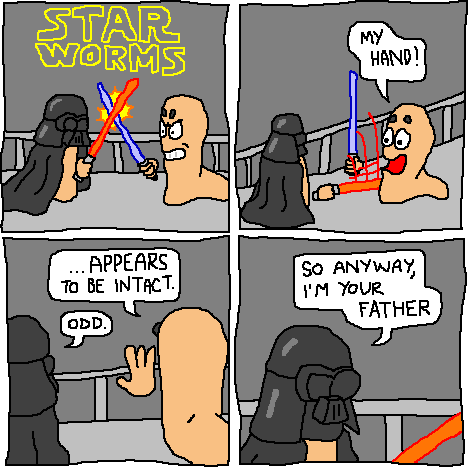 STAR
WORMS
MY
HAND!
...APPEARS
TO BE INTACT.
ODD.
SO ANYWAY,
I'M YOUR
FATHER